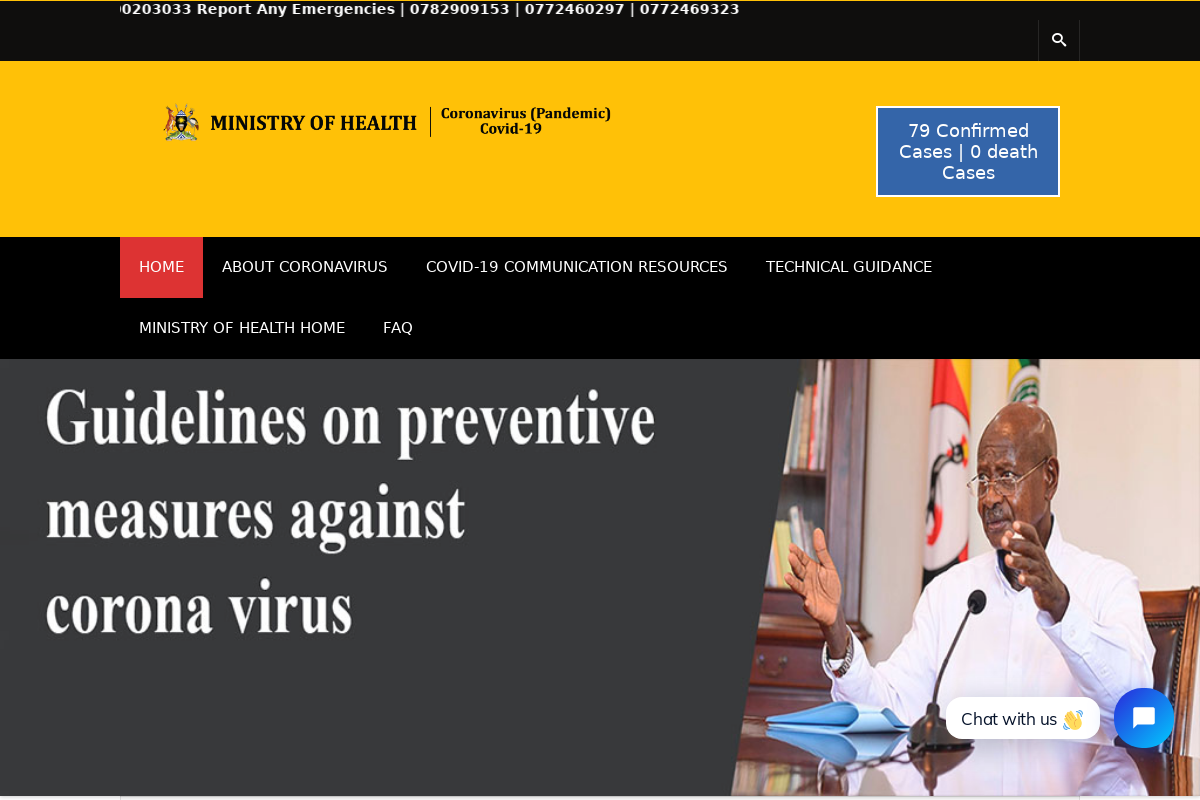 00203033 Report Any Emergencies | 0782909153 | 0772460297 | 0772469323
MINISTRY OF HEALTH
Coronavirus (Pandemic)
Covid-19
79 Confirmed
Cases | 0 death
Cases
HOME ABOUT CORONAVIRUS COVID-19 COMMUNICATION RESOURCES TECHNICAL GUIDANCE
MINISTRY OF HEALTH HOME FAQ
Guidelines on preventive
measures against
corona virus
Chat with us 👋